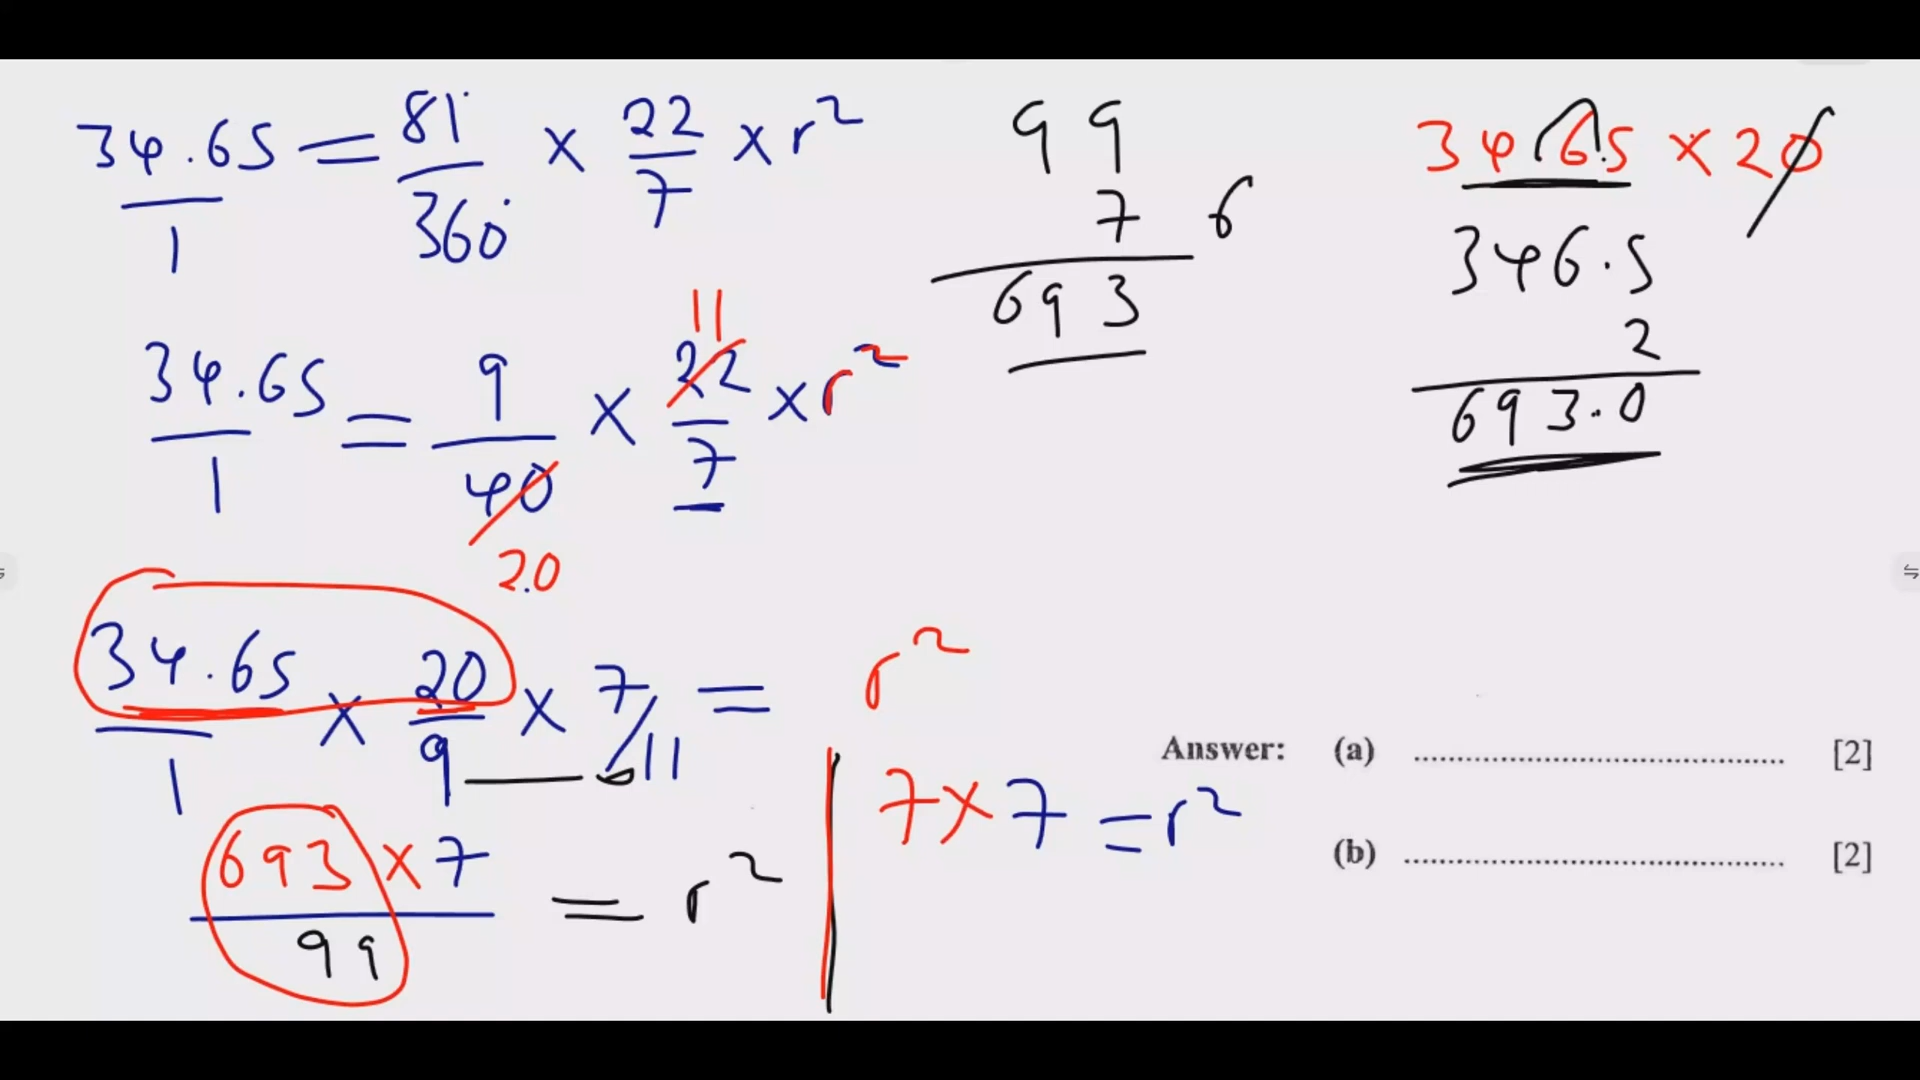 34.65/1 = 81/360 × 22/7 × r²
34.65/1 = 9/40 × 22/7 × r²
11
20
34.65/1 × 20/9 × 7/11 = r²
693 × 7/99 = r²
7 × 7 = r²
99
7 6
693
34.65 × 20
346.5
2
693.0
Answer: (a) ........................................ [2]
(b) ........................................ [2]